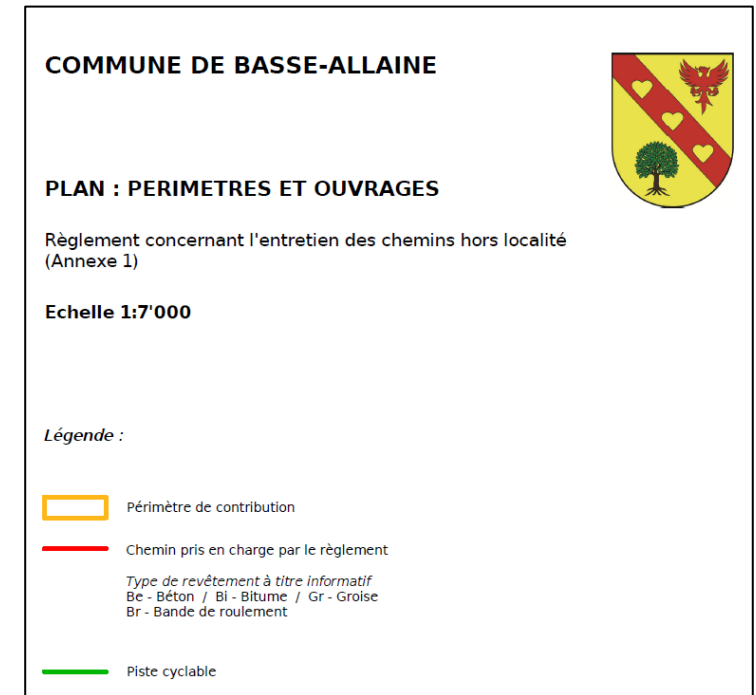 COMMUNE DE BASSE-ALLAINE
PLAN : PERIMETRES ET OUVRAGES
Règlement concernant l'entretien des chemins hors localité
(Annexe 1)
Echelle 1:7'000
Légende :
Périmètre de contribution
Chemin pris en charge par le règlement
Type de revêtement à titre informatif
Be - Béton / Bi - Bitume / Gr - Groise
Br - Bande de roulement
Piste cyclable